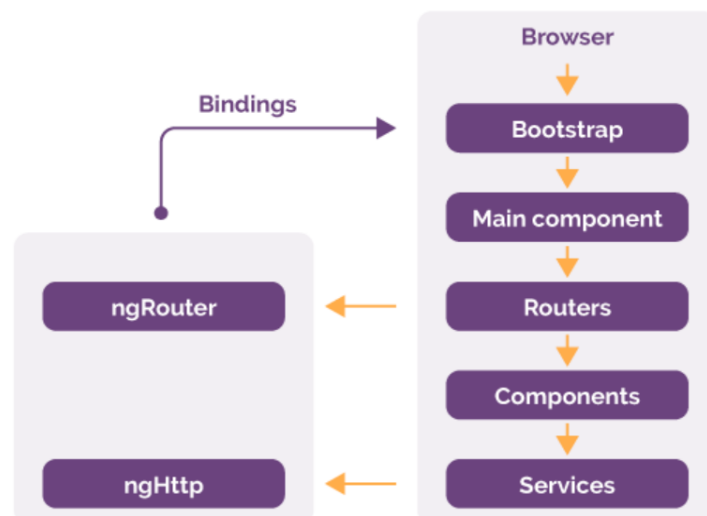 Browser
Bindings
Bootstrap
Main component
ngRouter
Routers
Components
ngHttp
Services